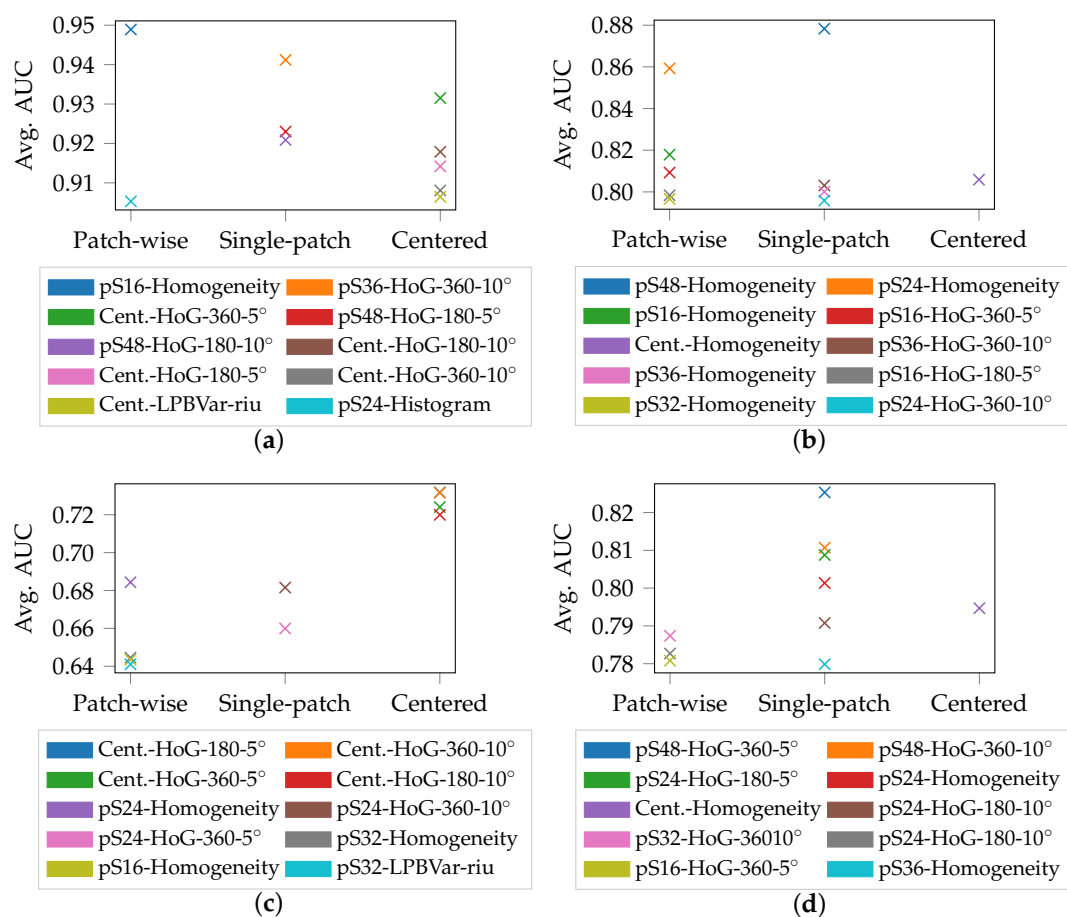 0.95
0.94
0.93
0.92
0.91
Avg. AUC
Patch-wise Single-patch Centered
pS16-Homogeneity pS36-HoG-360-10°
Cent.-HoG-360-5° pS48-HoG-180-5°
pS48-HoG-180-10° Cent.-HoG-180-10°
Cent.-HoG-180-5° Cent.-HoG-360-10°
Cent.-LPBVar-riu pS24-Histogram
(a)
0.88
0.86
0.84
0.82
0.80
Avg. AUC
Patch-wise Single-patch Centered
pS48-Homogeneity pS24-Homogeneity
pS16-Homogeneity pS16-HoG-360-5°
Cent.-Homogeneity pS36-HoG-360-10°
pS36-Homogeneity pS16-HoG-180-5°
pS32-Homogeneity pS24-HoG-360-10°
(b)
0.72
0.70
0.68
0.66
0.64
Avg. AUC
Patch-wise Single-patch Centered
Cent.-HoG-180-5° Cent.-HoG-360-10°
Cent.-HoG-360-5° Cent.-HoG-180-10°
pS24-Homogeneity pS24-HoG-360-10°
pS24-HoG-360-5° pS32-Homogeneity
pS16-Homogeneity pS32-LPBVar-riu
(c)
0.82
0.81
0.80
0.79
0.78
Avg. AUC
Patch-wise Single-patch Centered
pS48-HoG-360-5° pS48-HoG-360-10°
pS24-HoG-180-5° pS24-Homogeneity
Cent.-Homogeneity pS24-HoG-180-10°
pS32-HoG-36010° pS24-HoG-180-10°
pS16-HoG-360-5° pS36-Homogeneity
(d)